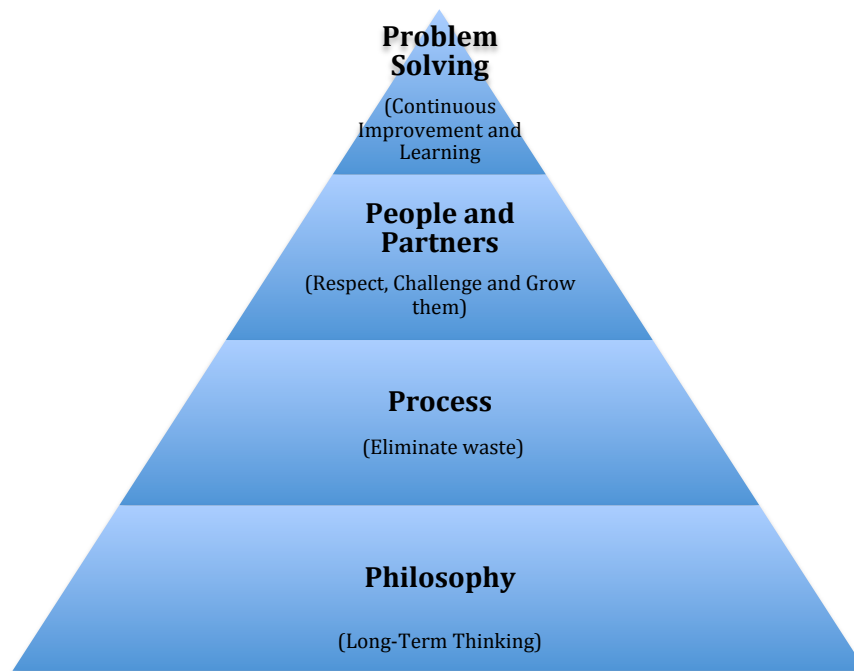 Problem
Solving
(Continuous
Improvement and
Learning
People and
Partners
(Respect, Challenge and Grow
them)
Process
(Eliminate waste)
Philosophy
(Long-Term Thinking)